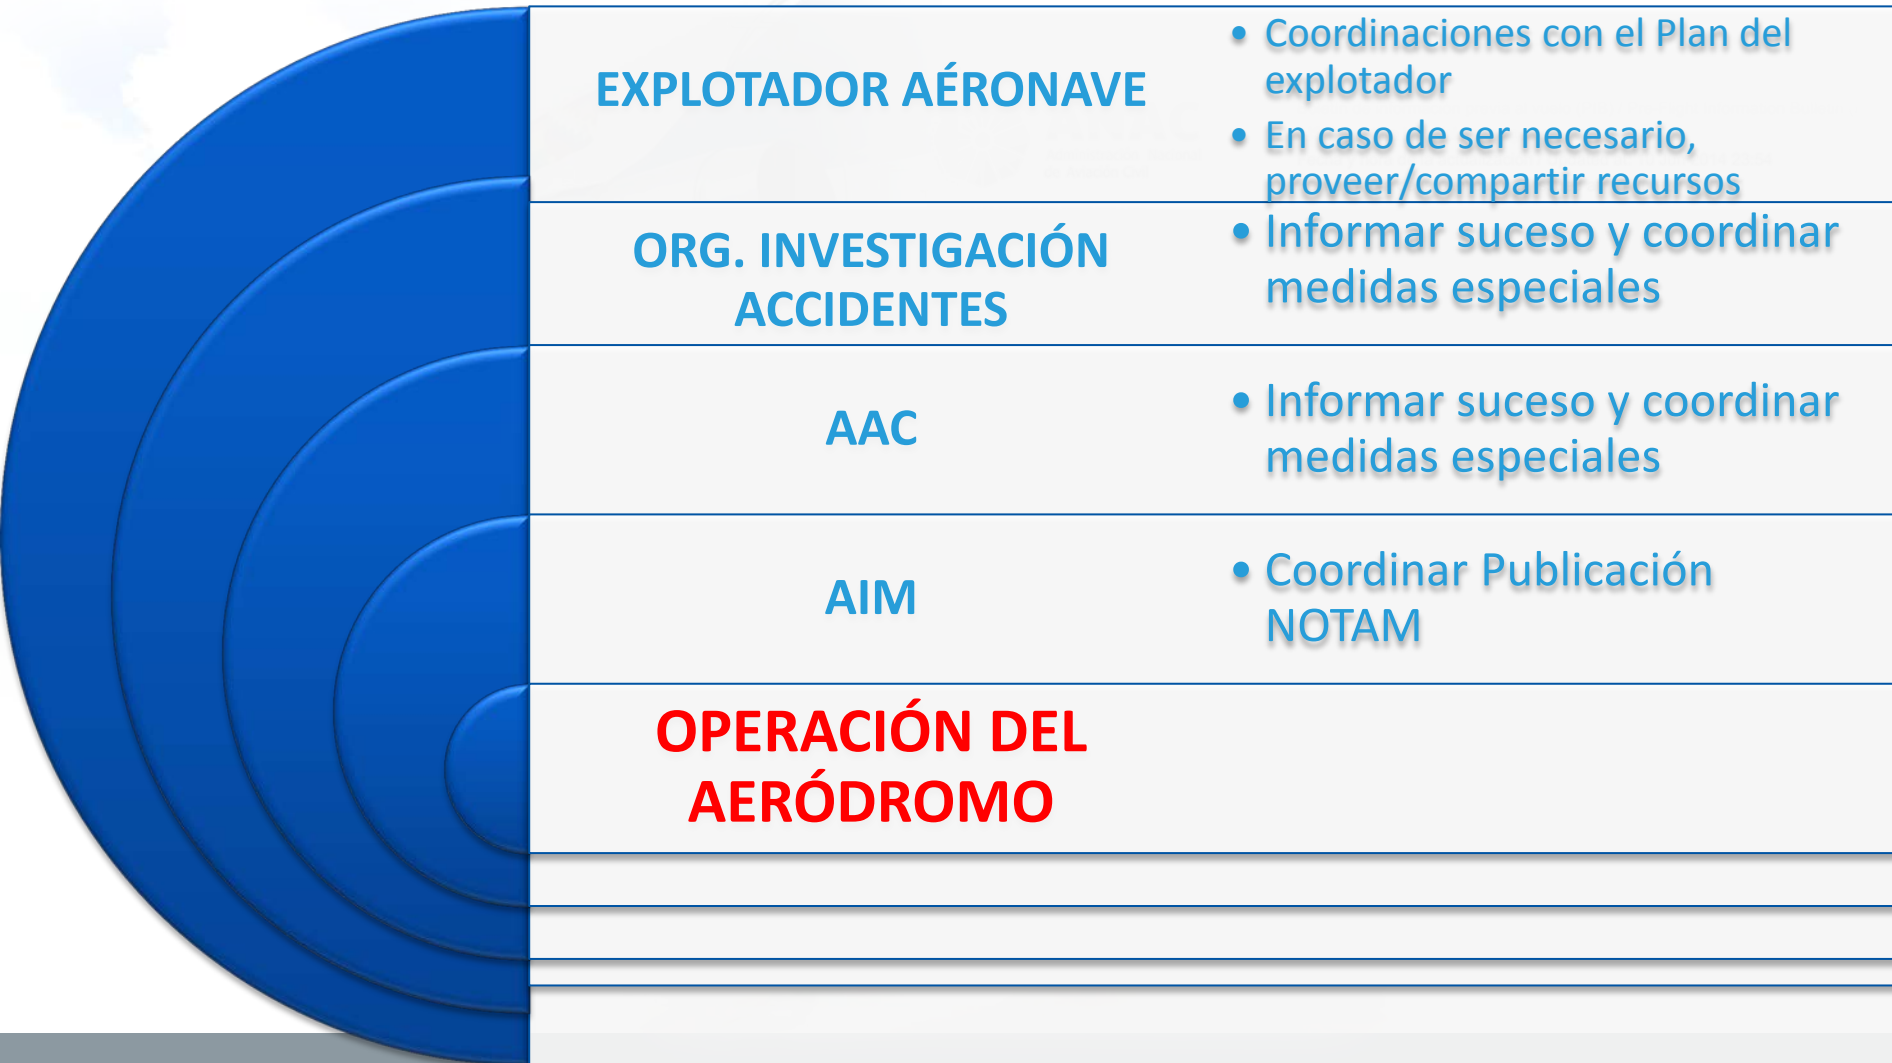 EXPLOTADOR AÉRONAVE
• Coordinaciones con el Plan del
explotador
• En caso de ser necesario,
proveer/compartir recursos
ORG. INVESTIGACIÓN
ACCIDENTES
• Informar suceso y coordinar
medidas especiales
AAC
• Informar suceso y coordinar
medidas especiales
AIM
• Coordinar Publicación
NOTAM
OPERACIÓN DEL
AERÓDROMO